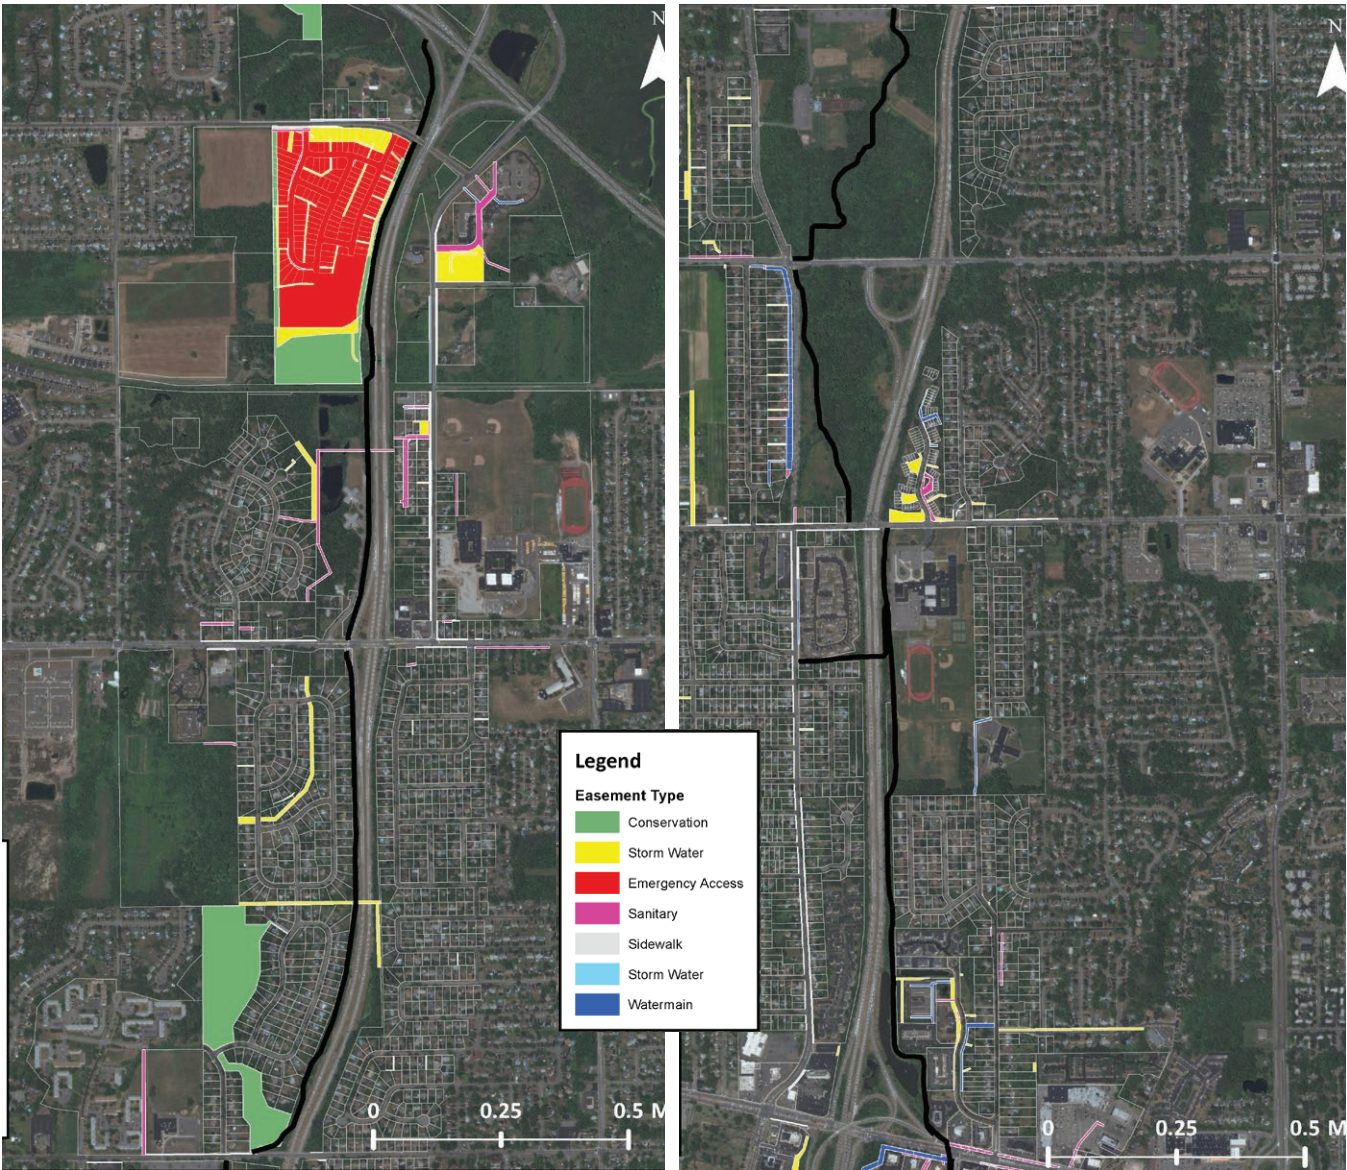 N
N
Legend
Easement Type
Conservation
Storm Water
Emergency Access
Sanitary
Sidewalk
Storm Water
Watermain
0 0.25 0.5 M
0 0.25 0.5 M